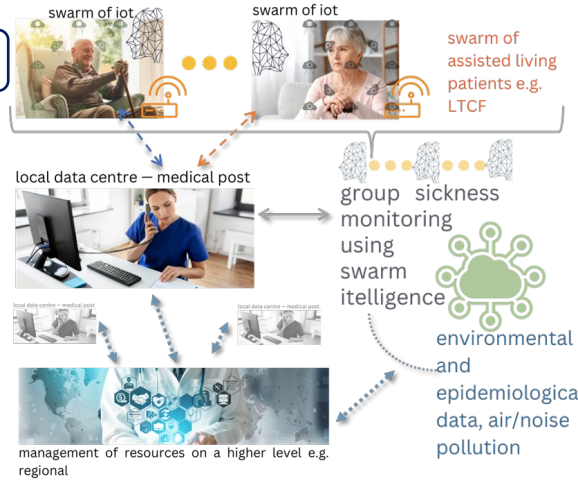 swarm of iot
swarm of iot
swarm of
assisted living
patients e.g.
LTCF
local data centre – medical post
group sickness
monitoring
using
swarm
itelligence
local data centre – medical post
local data centre – medical post
environmental
and
epidemiologica
data, air/noise
pollution
management of resources on a higher level e.g.
regional